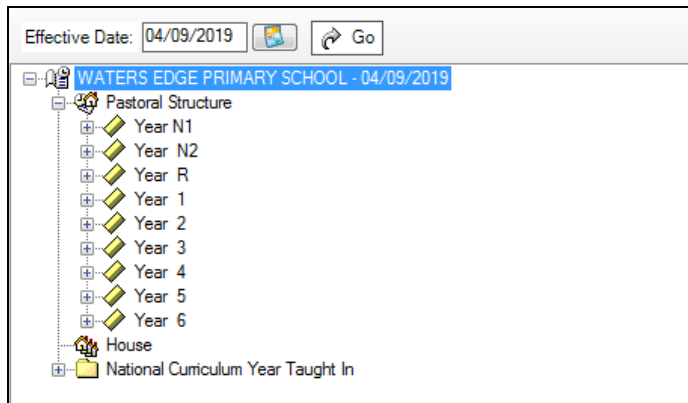 Effective Date: 04/09/2019 Go
WATERS EDGE PRIMARY SCHOOL - 04/09/2019
Pastoral Structure
Year N1
Year N2
Year R
Year 1
Year 2
Year 3
Year 4
Year 5
Year 6
House
National Curriculum Year Taught In